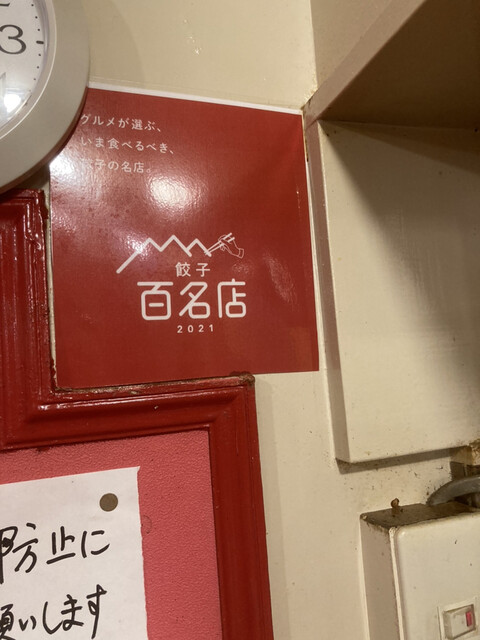 3
グルメが選ぶ、
いま食べるべき、
子の名店。
餃子
百名店
2021
防止に
願いします